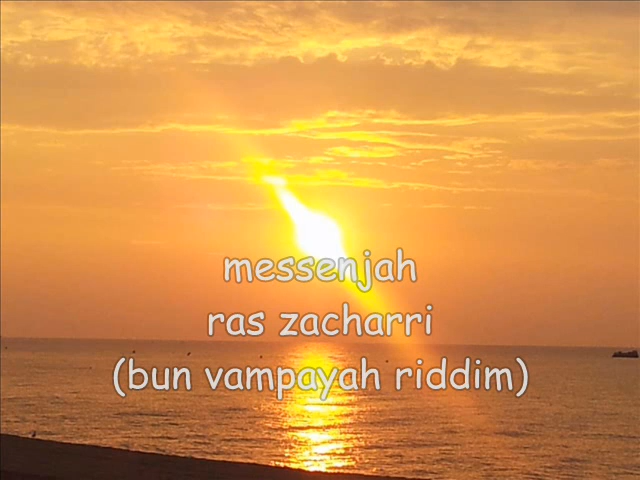 messenjah
ras zacharri
(bun vampayah riddim)